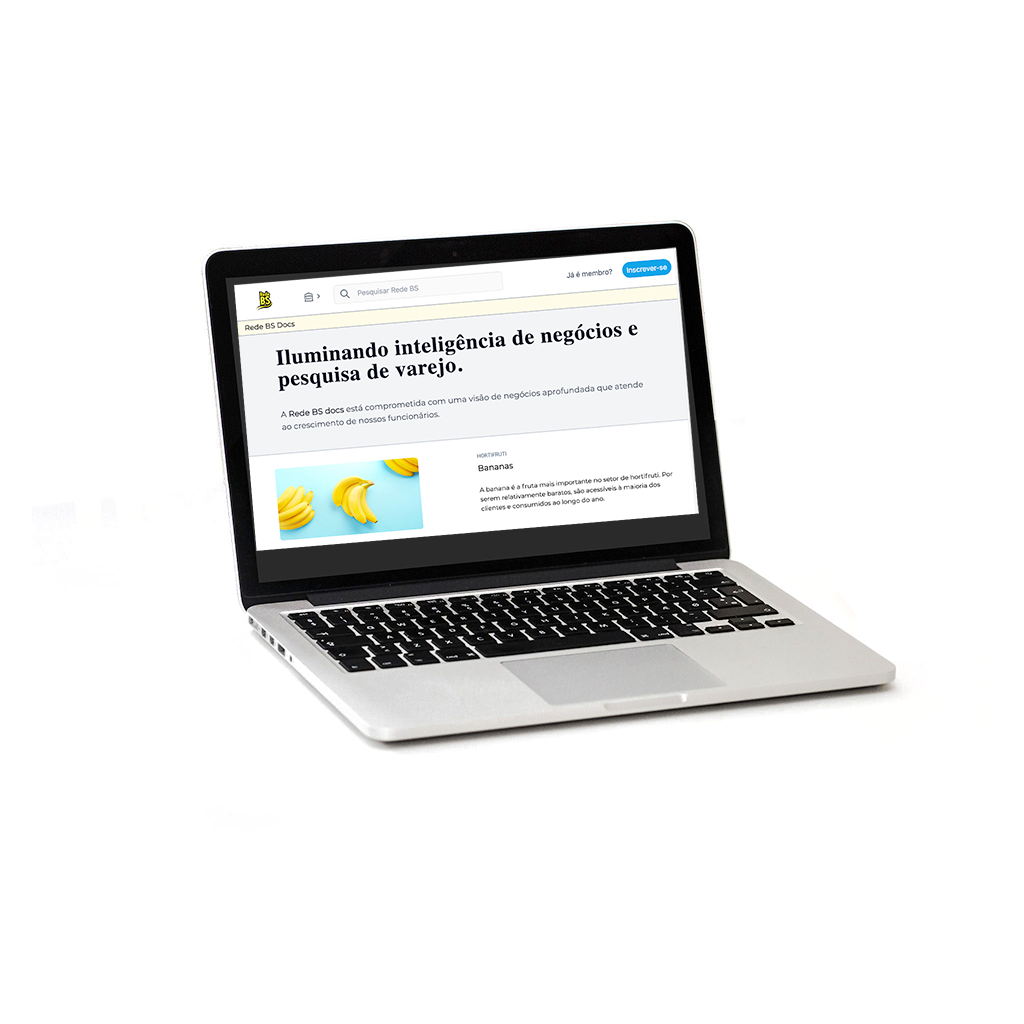 BS
Pesquisar Rede BS
Já é membro?
Inscrever-se
Rede BS Docs
Iluminando inteligência de negócios e
pesquisa de varejo.
A Rede BS docs está comprometida com uma visão de negócios aprofundada que atende
ao crescimento de nossos funcionários.
HORTIFRUTI
Bananas
A banana é a fruta mais importante no setor de hortifruti. Por
serem relativamente baratos, são acessíveis à maioria dos
clientes e consumidos ao longo do ano.